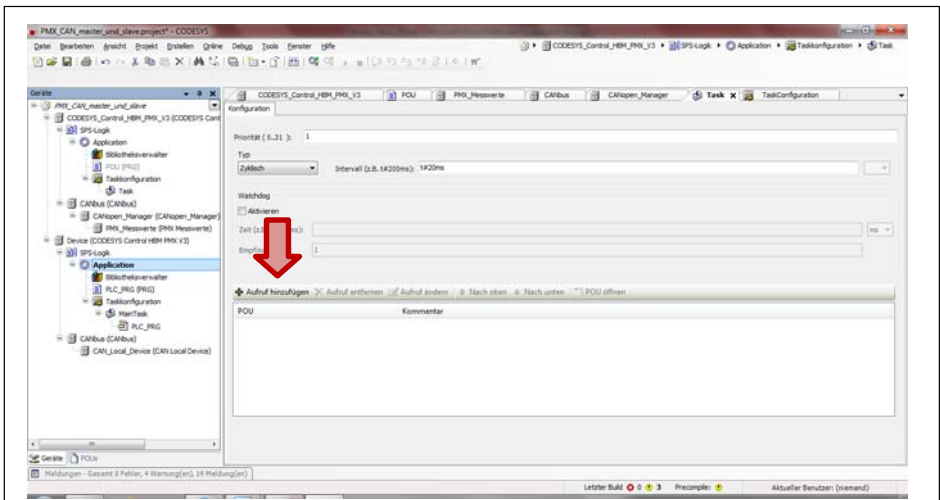 PMX_CAN_master_und_slave.project* - CODESYS
Datei Bearbeiten Ansicht Projekt Erstellen Online Debug Tools Fenster Hilfe
CODESYS_Control_HBM_PMX_V3 SPS-Logik Application Taskkonfiguration Task
Geräte
PMX_CAN_master_und_slave
CODESYS_Control_HBM_PMX_V3 (CODESYS Cont
SPS-Logik
Application
Bibliotheksverwalter
POU (PRG)
Taskkonfiguration
Task
CANbus (CANbus)
CANopen_Manager (CANopen_Manager)
PMX_Messwerte (PMX Messwerte)
Device (CODESYS Control HBM PMX V3)
SPS-Logik
Application
Bibliotheksverwalter
PLC_PRG (PRG)
Taskkonfiguration
MainTask
PLC_PRG
CANbus (CANbus)
CAN_Local_Device (CAN Local Device)
Geräte POUs
CODESYS_Control_HBM_PMX_V3 POU PMX_Messwerte CANbus CANopen_Manager Task TaskConfiguration
Konfiguration
Priorität ( 0..31 ): 1
Typ
Zyklisch Intervall (z.B. t#200ms): t#20ms
Watchdog
Aktivieren
Zeit ms
1
Aufruf hinzufügen Aufruf entfernen Aufruf ändern Nach oben Nach unten POU öffnen
POU Kommentar
Meldungen - Gesamt 0 Fehler, 4 Warnung(en), 19 Meldung(en)
Letzter Build: 0 3 Precompile: Aktueller Benutzer: (niemand)